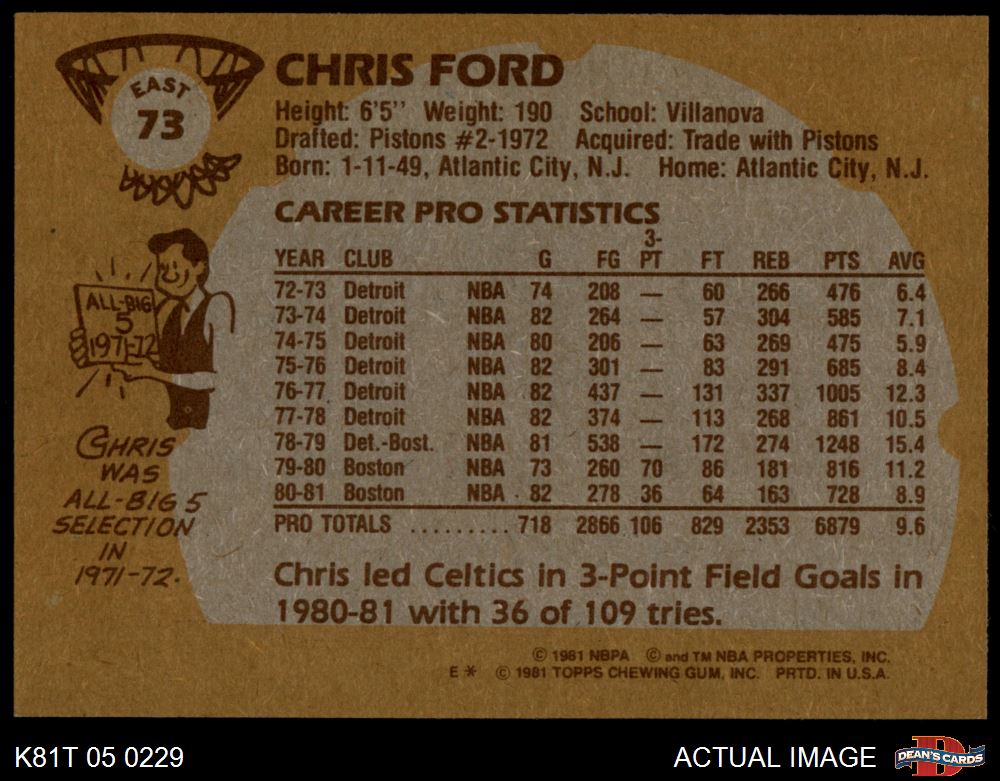 EAST
73
CHRIS FORD
Height: 6'5'' Weight: 190 School: Villanova
Drafted: Pistons #2-1972 Acquired: Trade with Pistons
Born: 1-11-49, Atlantic City, N.J. Home: Atlantic City, N.J.
CAREER PRO STATISTICS
YEAR CLUB G FG 3-PT FT REB PTS AVG
72-73 Detroit NBA 74 208 — 60 266 476 6.4
73-74 Detroit NBA 82 264 — 57 304 585 7.1
74-75 Detroit NBA 80 206 — 63 269 475 5.9
75-76 Detroit NBA 82 301 — 83 291 685 8.4
76-77 Detroit NBA 82 437 — 131 337 1005 12.3
77-78 Detroit NBA 82 374 — 113 268 861 10.5
78-79 Det.-Bost. NBA 81 538 — 172 274 1248 15.4
79-80 Boston NBA 73 260 70 86 181 816 11.2
80-81 Boston NBA 82 278 36 64 163 728 8.9
PRO TOTALS .......... 718 2866 106 829 2353 6879 9.6
Chris led Celtics in 3-Point Field Goals in
1980-81 with 36 of 109 tries.
ALL-BIG
5
1971-72
CHRIS
WAS
ALL-BIG 5
SELECTION
IN
1971-72.
© 1981 NBPA © and TM NBA PROPERTIES, INC.
E * © 1981 TOPPS CHEWING GUM, INC. PRTD. IN U.S.A.
K81T 05 0229
ACTUAL IMAGE
D
DEAN'S CARDS